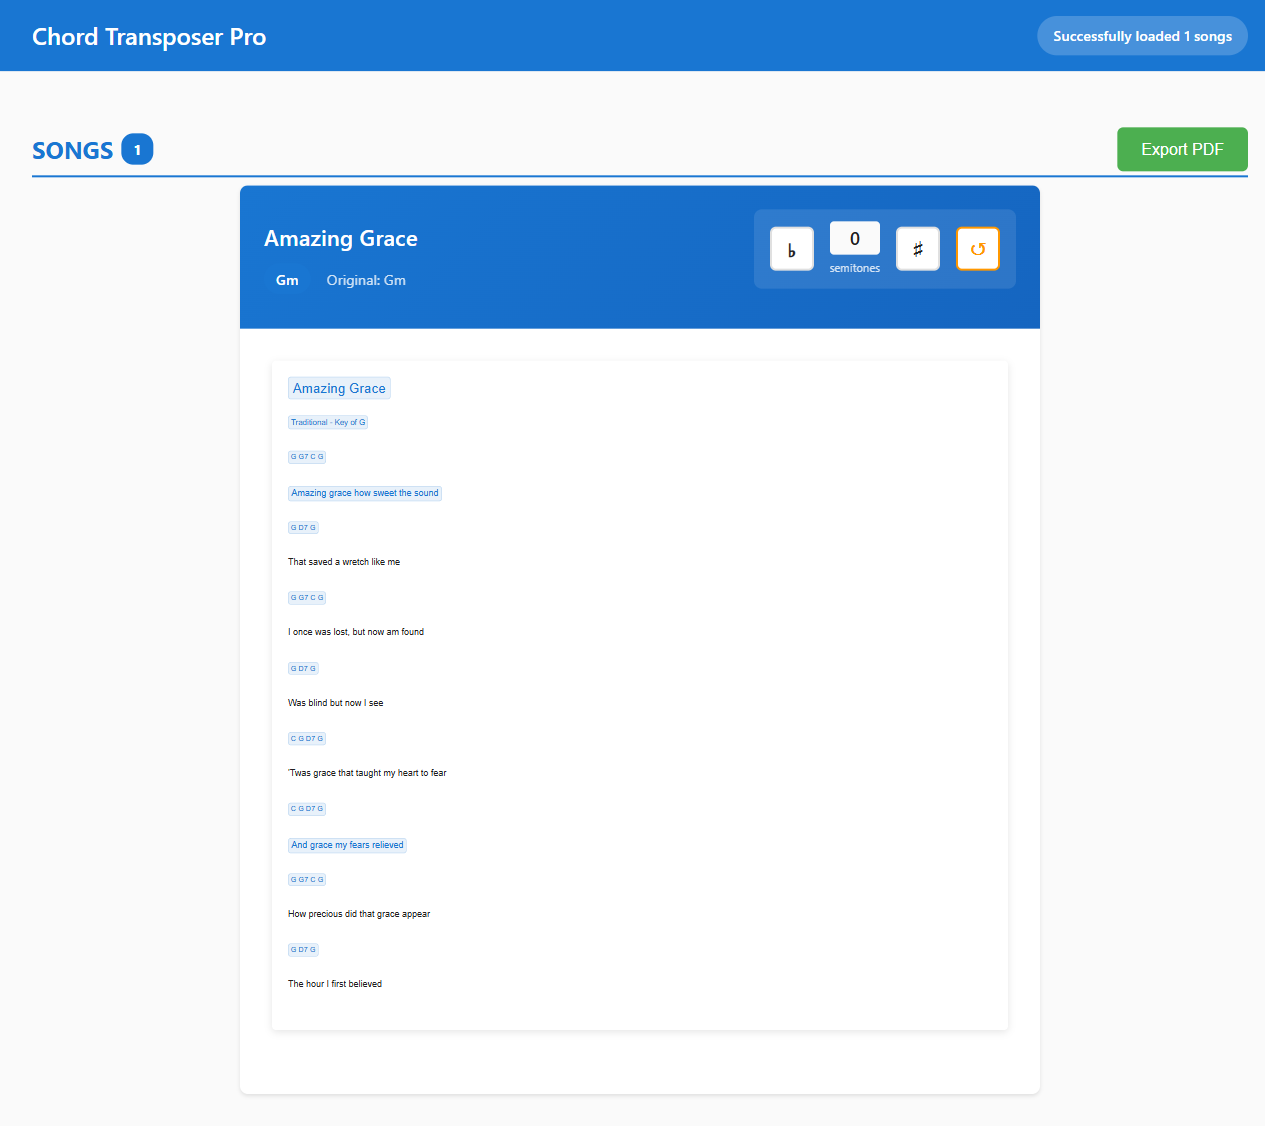 Chord Transposer Pro
Successfully loaded 1 songs
SONGS 1
Export PDF
Amazing Grace
Gm Original: Gm
♭ 0 ♯ ↺
semitones
Amazing Grace
Traditional - Key of G
G G7 C G
Amazing grace how sweet the sound
G D7 G
That saved a wretch like me
G G7 C G
I once was lost, but now am found
G D7 G
Was blind but now I see
C G D7 G
'Twas grace that taught my heart to fear
C G D7 G
And grace my fears relieved
G G7 C G
How precious did that grace appear
G D7 G
The hour I first believed